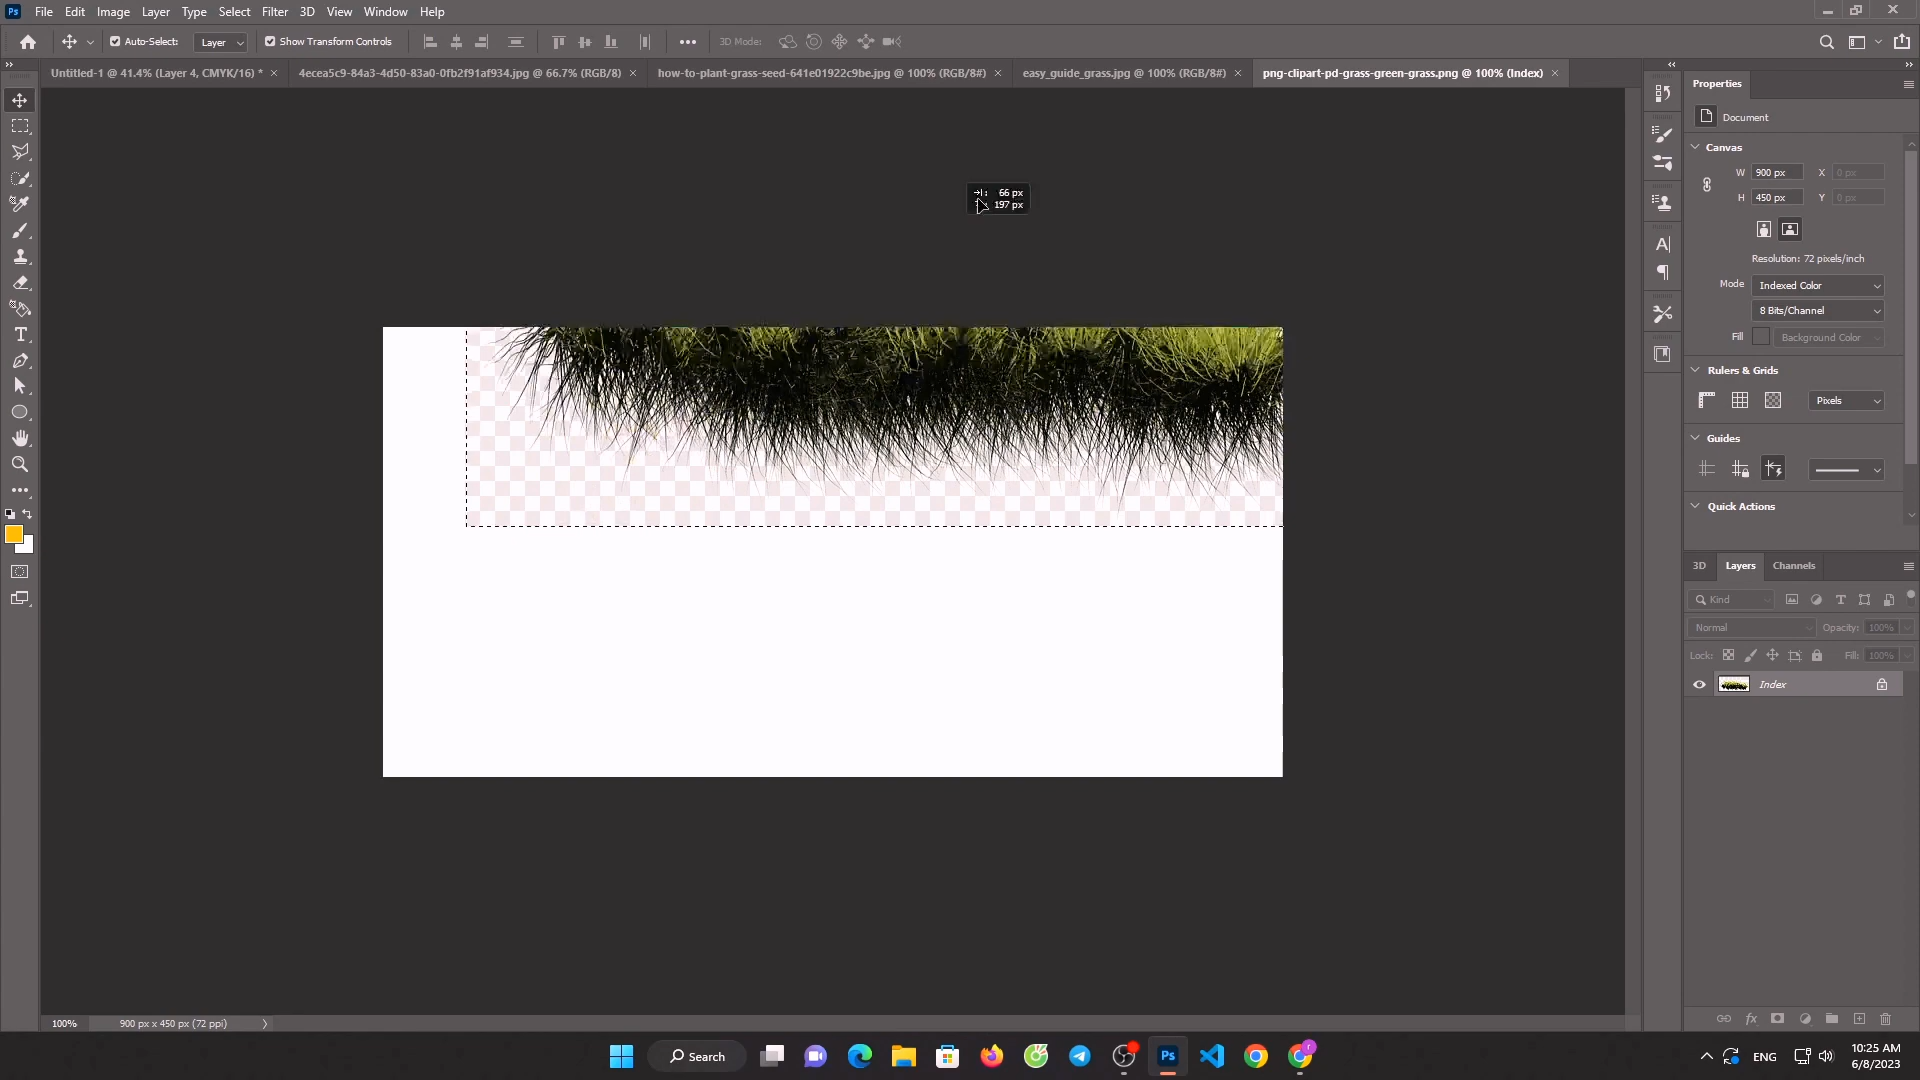 Ps File Edit Image Layer Type Select Filter 3D View Window Help
Auto-Select: Layer Show Transform Controls 3D Mode:
Untitled-1 @ 41.4% (Layer 4, CMYK/16) * 4ecea5c9-84a3-4d50-83a0-0fb2f91af934.jpg @ 66.7% (RGB/8) how-to-plant-grass-seed-641e01922c9be.jpg @ 100% (RGB/8#) easy_guide_grass.jpg @ 100% (RGB/8#) png-clipart-pd-grass-green-grass.png @ 100% (Index)
66 px
197 px
Properties
Document
Canvas
W 900 px X 0 px
H 450 px Y 0 px
Resolution: 72 pixels/inch
Mode Indexed Color
8 Bits/Channel
Fill Background Color
Rulers & Grids
Pixels
Guides
Quick Actions
3D Layers Channels
Kind
Normal Opacity: 100%
Lock: Fill: 100%
Index
100% 900 px x 450 px (72 ppi)
Search
Ps
ENG
10:25 AM
6/8/2023